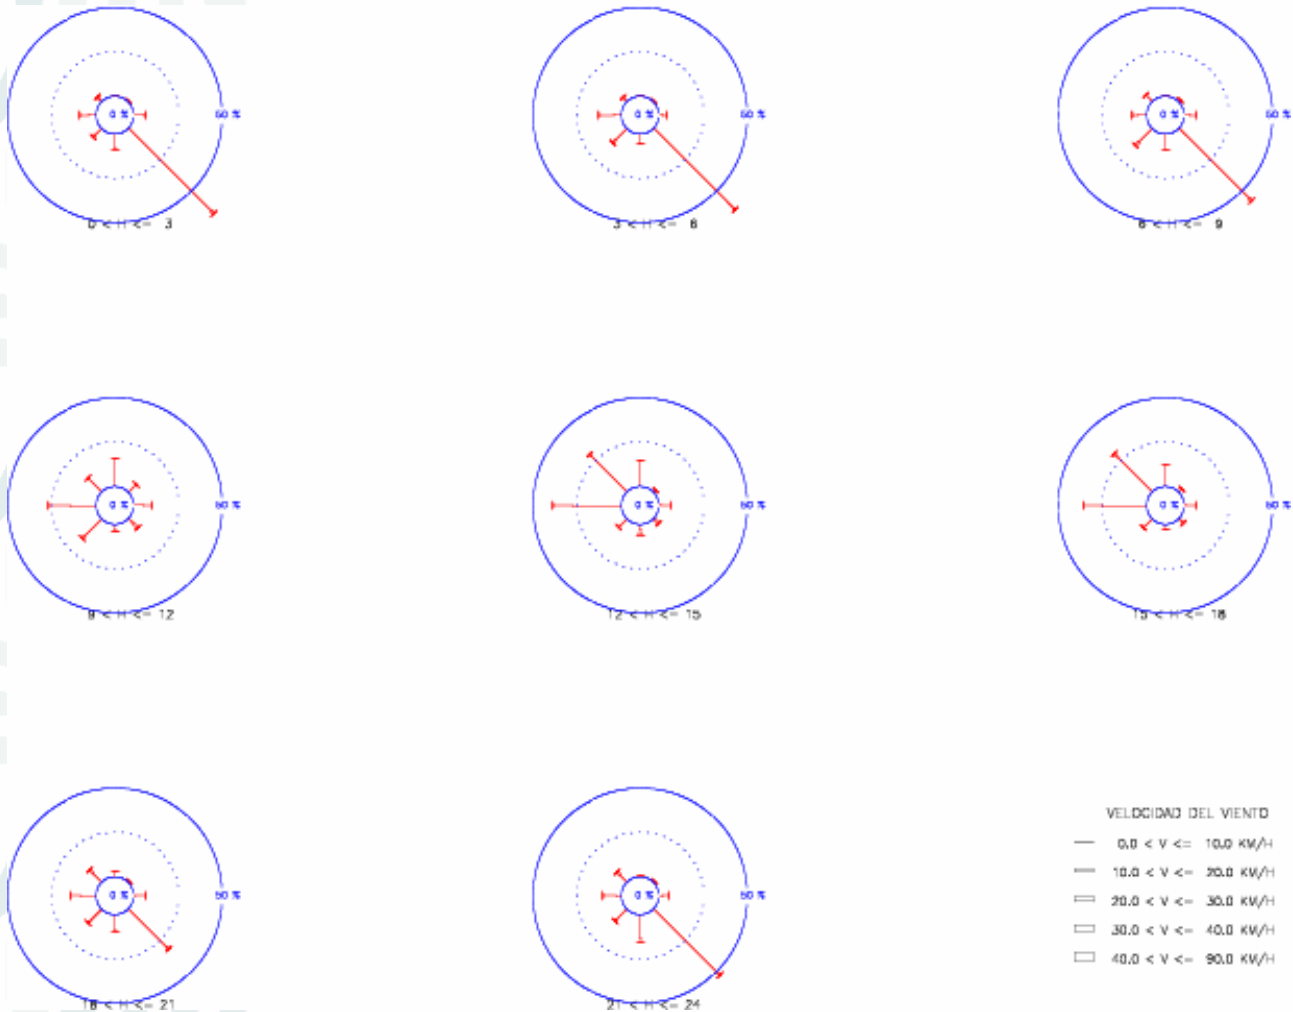 0 % 50 %
0 < H <= 3
0 % 50 %
3 < H <= 6
0 % 50 %
6 < H <= 9
0 % 50 %
9 < H <= 12
0 % 50 %
12 < H <= 15
0 % 50 %
15 < H <= 18
0 % 50 %
18 < H <= 21
0 % 50 %
21 < H <= 24
VELOCIDAD DEL VIENTO
0.0 < V <= 10.0 KM/H
10.0 < V <= 20.0 KM/H
20.0 < V <= 30.0 KM/H
30.0 < V <= 40.0 KM/H
40.0 < V <= 90.0 KM/H